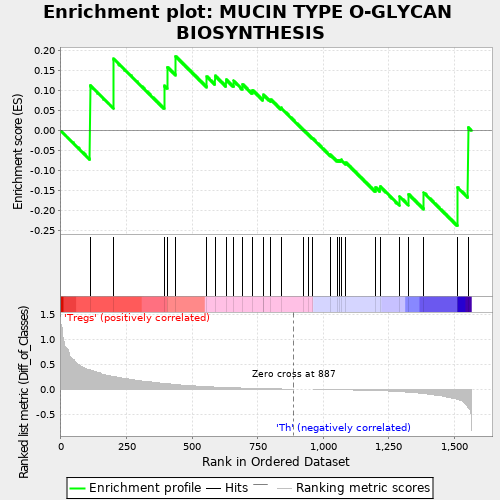 Enrichment plot: MUCIN TYPE O-GLYCAN
BIOSYNTHESIS
Enrichment score (ES)
0.20
0.15
0.10
0.05
0.00
-0.05
-0.10
-0.15
-0.20
-0.25
Ranked list metric (Diff_of_Classes)
1.5
1.0
0.5
0.0
-0.5
'Tregs' (positively correlated)
Zero cross at 887
'Th' (negatively correlated)
0 250 500 750 1,000 1,250 1,500
Rank in Ordered Dataset
Enrichment profile Hits Ranking metric scores